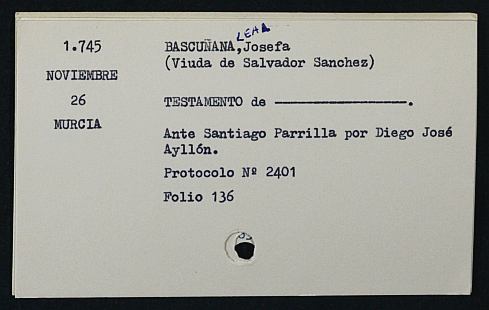 1.745
NOVIEMBRE
26
MURCIA
LEAL
BASCUÑANA, Josefa
(Viuda de Salvador Sanchez)
TESTAMENTO de ———————.
Ante Santiago Parrilla por Diego José
Ayllón.
Protocolo Nº 2401
Folio 136